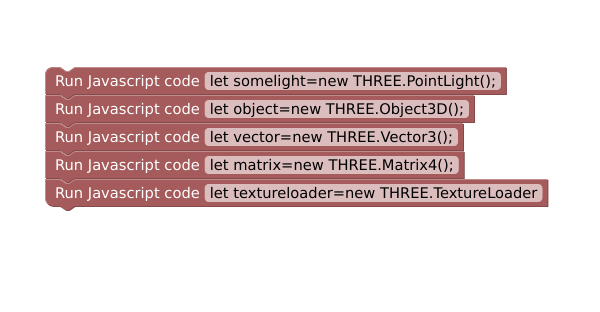 Run Javascript code let somelight=new THREE.PointLight();
Run Javascript code let object=new THREE.Object3D();
Run Javascript code let vector=new THREE.Vector3();
Run Javascript code let matrix=new THREE.Matrix4();
Run Javascript code let textureloader=new THREE.TextureLoader